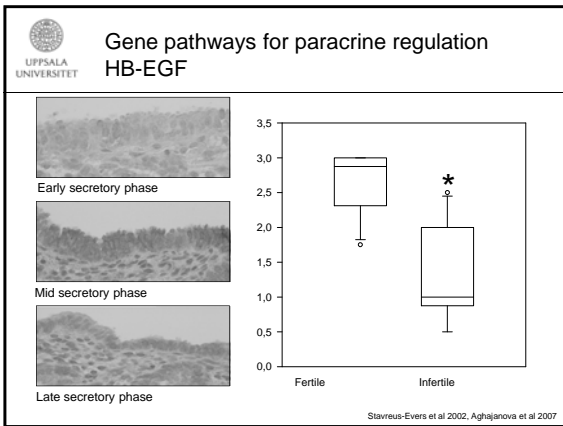 UPPSALA
UNIVERSITET
Gene pathways for paracrine regulation
HB-EGF
Early secretory phase
Mid secretory phase
Late secretory phase
3,5
3,0
2,5
2,0
1,5
1,0
0,5
0,0
*
Fertile
Infertile
Stavreus-Evers et al 2002, Aghajanova et al 2007